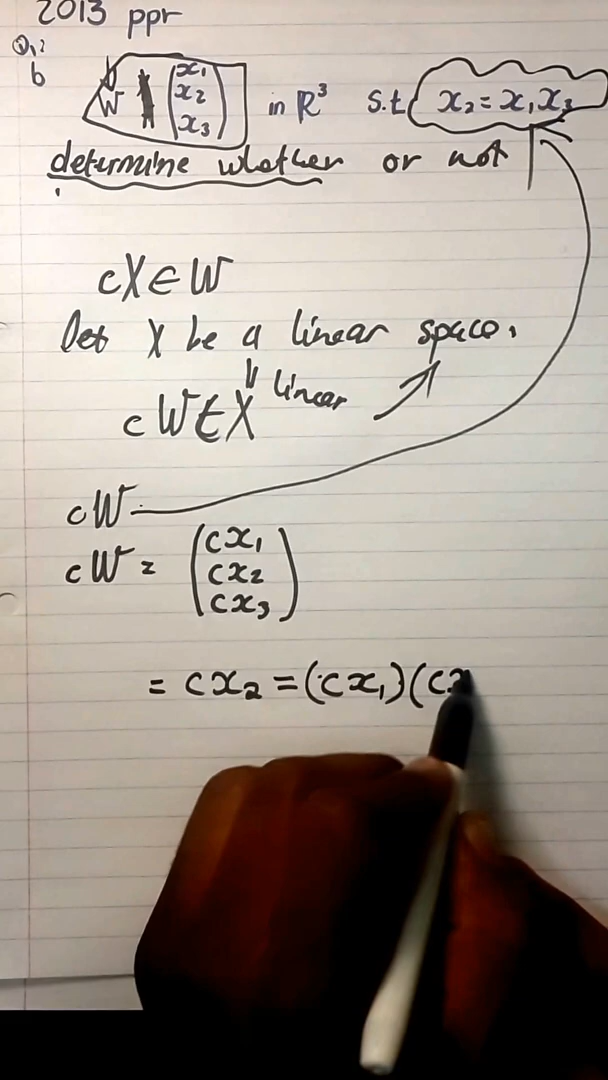 2013 ppr
Q1:
b W (x₁ x₂ x₃) in ℝ³ s.t x₂ = x₁x₃
determine whether or not
cX ∈ W
Let X be a linear space.
linear
cW ∈ X
cW
cW = (cx₁ cx₂ cx₃)
= cx₂ = (cx₁)(cx